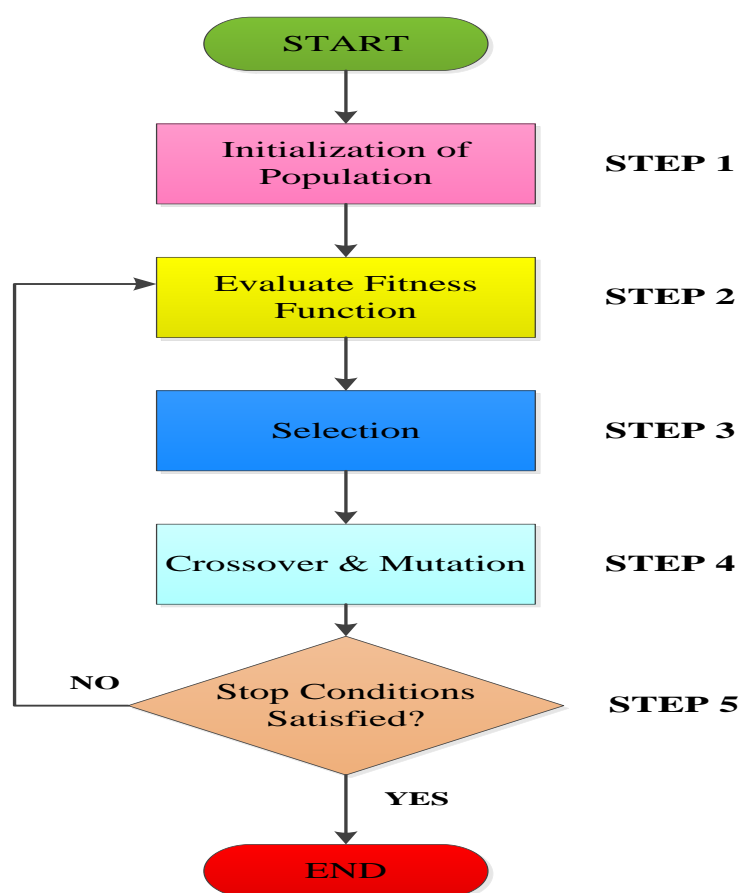 START
Initialization of
Population
STEP 1
Evaluate Fitness
Function
STEP 2
Selection
STEP 3
Crossover & Mutation
STEP 4
NO
Stop Conditions
Satisfied?
STEP 5
YES
END